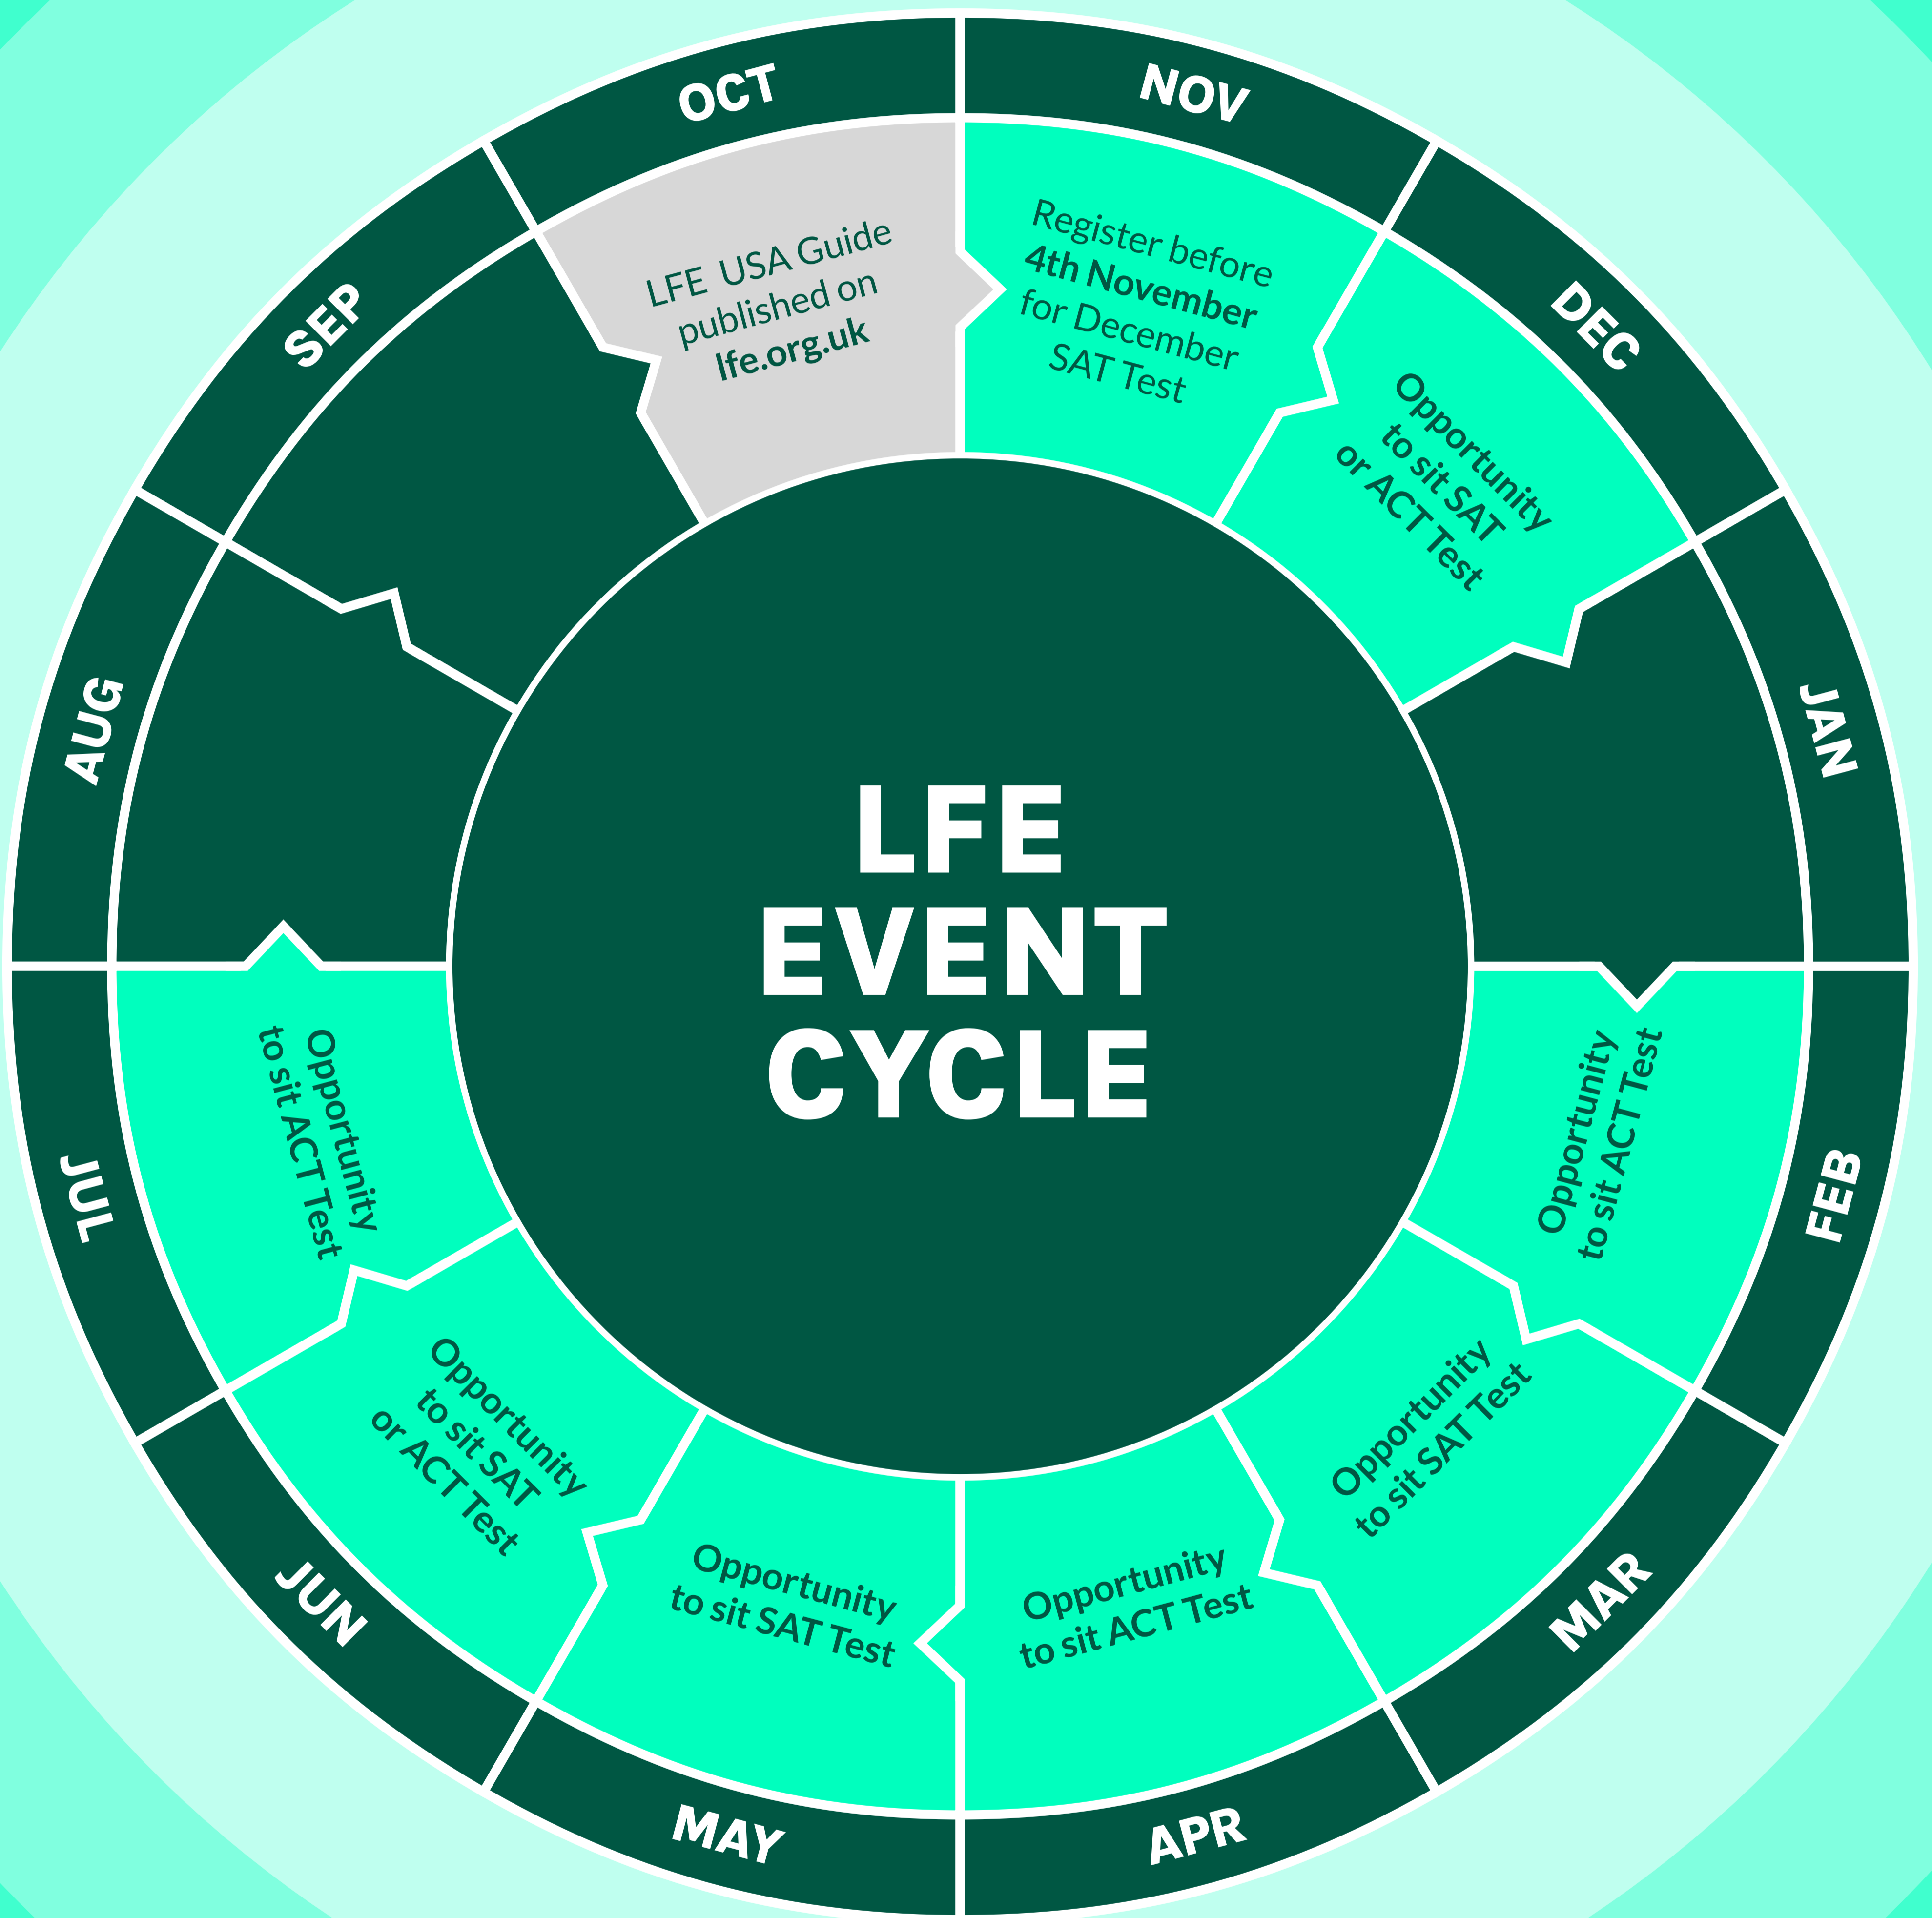 LFE
EVENT
CYCLE
OCT
LFE USA Guide
published on
lfe.org.uk
NOV
Register before
4th November
for December
SAT Test
DEC
Opportunity
to sit SAT
or ACT Test
JAN
FEB
Opportunity
to sit ACT Test
MAR
Opportunity
to sit SAT Test
APR
Opportunity
to sit ACT Test
MAY
Opportunity
to sit SAT Test
JUN
Opportunity
to sit SAT
or ACT Test
JUL
Opportunity
to sit ACT Test
AUG
SEP